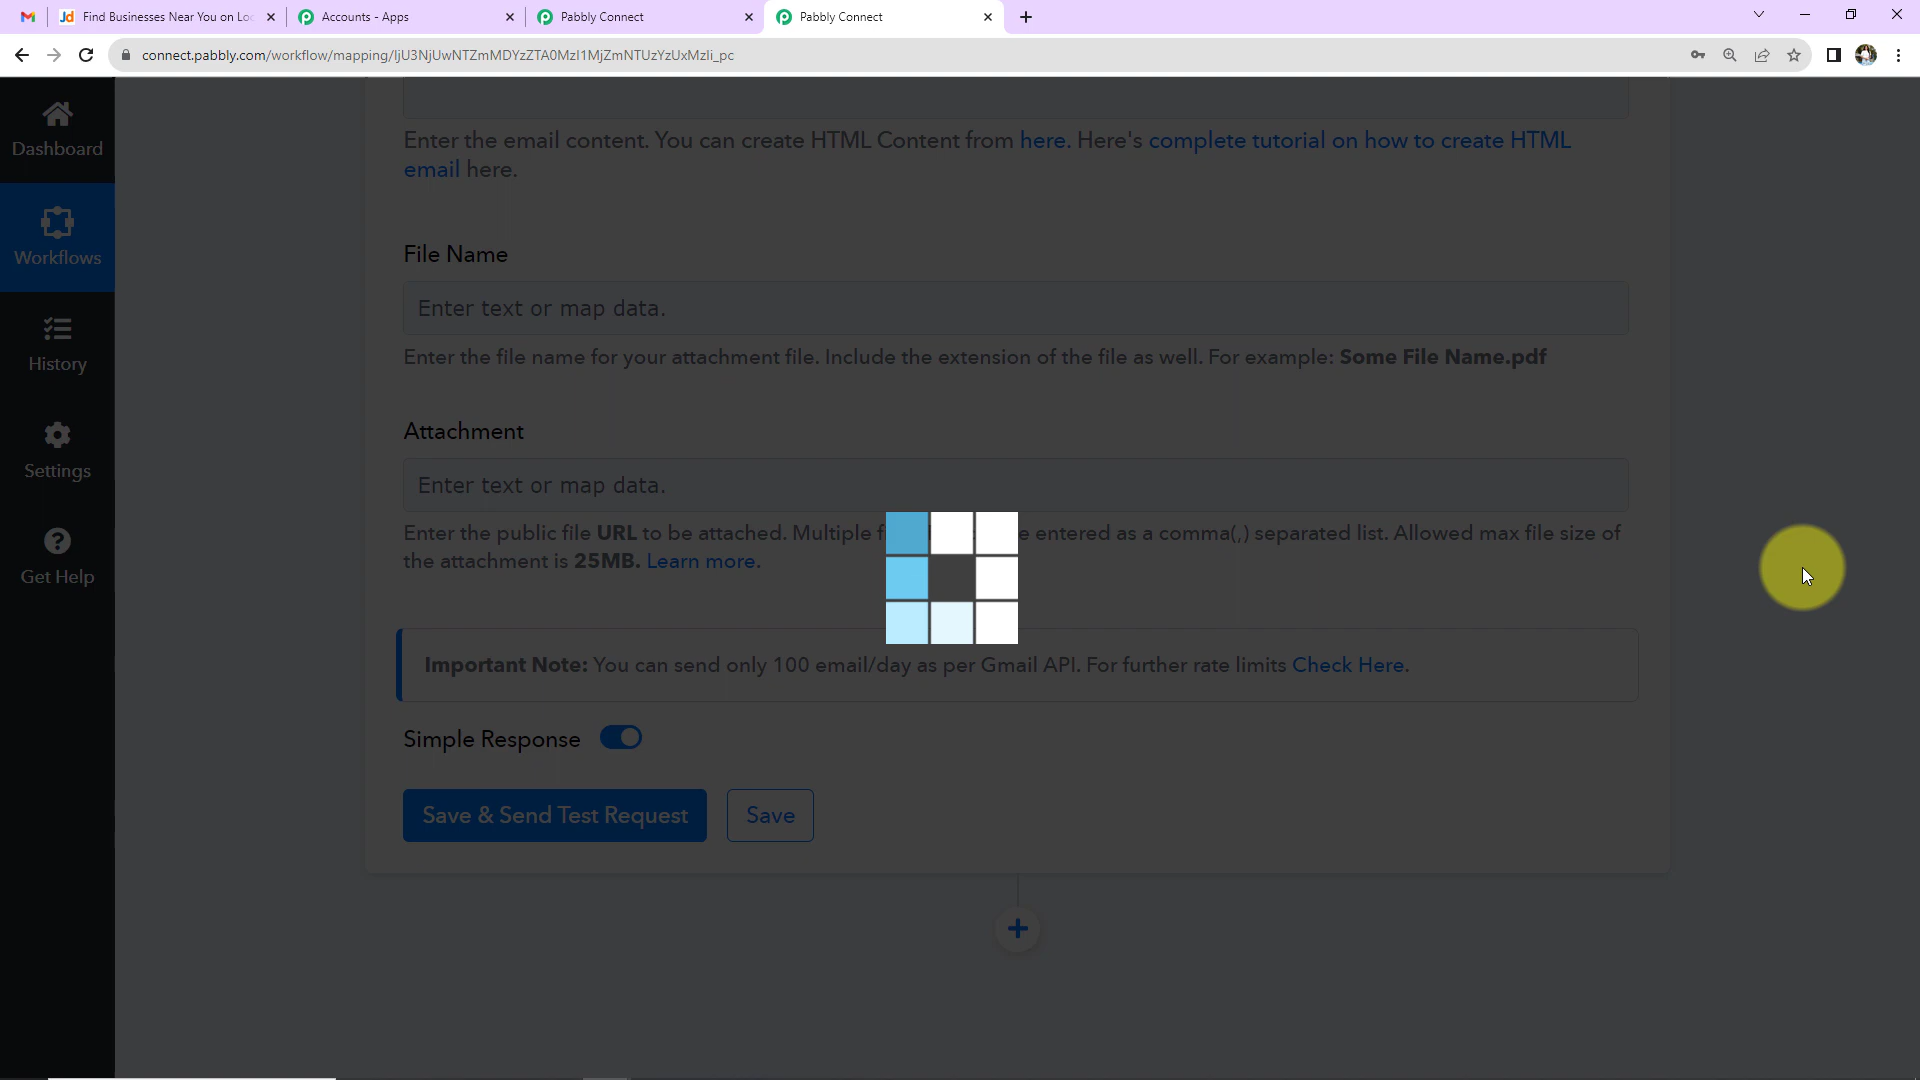 Find Businesses Near You on Loc
Accounts - Apps
Pabbly Connect
Pabbly Connect
connect.pabbly.com/workflow/mapping/IjU3NjUwNTZmMDYzZTA0MzI1MjZmNTUzYzUxMzIi_pc
Dashboard
Workflows
History
Settings
Get Help
Enter the email content. You can create HTML Content from here. Here's complete tutorial on how to create HTML
email here.
File Name
Enter text or map data.
Enter the file name for your attachment file. Include the extension of the file as well. For example: Some File Name.pdf
Attachment
Enter text or map data.
Enter the public file URL to be attached. Multiple e entered as a comma(,) separated list. Allowed max file size of
the attachment is 25MB. Learn more.
Important Note: You can send only 100 email/day as per Gmail API. For further rate limits Check Here.
Simple Response
Save & Send Test Request
Save